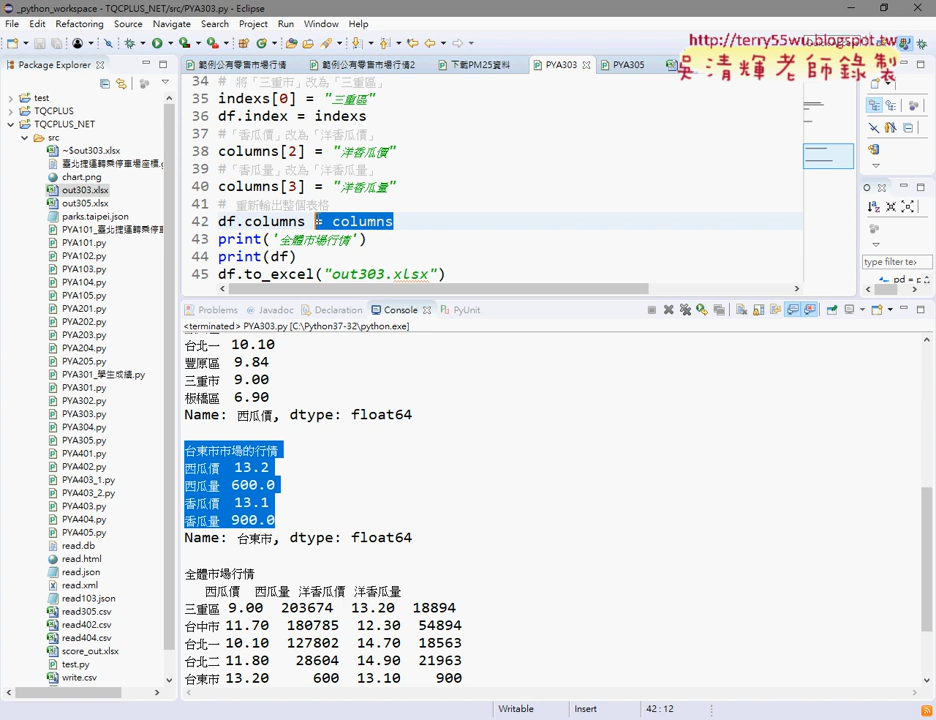 _python_workspace - TQCPLUS_NET/src/PYA303.py - Eclipse
File Edit Refactoring Source Navigate Search Project Run Window Help
http://terry55wu.blogspot.tw
吳清輝老師錄製
Package Expl​orer
範例公有零售市場行情 範例公有零售市場行情2 下載PM25資料 PYA303 PYA305
test
TQCPLUS
TQCPLUS_NET
src
~$out303.xlsx
chart.png
out303.xlsx
out305.xlsx
parks.taipei.json
PYA102.py
PYA103.py
PYA104.py
PYA105.py
PYA201.py
PYA202.py
PYA203.py
PYA204.py
PYA205.py
PYA301_學生成績.py
PYA301.py
PYA302.py
PYA303.py
PYA304.py
PYA305.py
PYA401.py
PYA402.py
PYA403_1.py
PYA403_2.py
PYA403.py
PYA404.py
PYA405.py
read.db
read.html
read.json
read.xml
read103.json
read305.csv
read402.csv
read404.csv
score_out.xlsx
test.py
write.csv
34 # 將「三重市」改為「三重區」
35 indexs[0] = "三重區"
36 df.index = indexs
37 #「香瓜價」改為「洋香瓜價」
38 columns[2] = "洋香瓜價"
39 #「香瓜量」改為「洋香瓜量」
40 columns[3] = "洋香瓜量"
41 # 重新輸出整個表格
42 df.columns = columns
43 print('全體市場行情')
44 print(df)
45 df.to_excel("out303.xlsx")
type filter te
pd = n
Problems Javadoc Declaration Console PyUnit
<terminated> PYA303.py [C:\Python37-32\python.exe]
台北一 10.10
豐原區 9.84
三重市 9.00
板橋區 6.90
Name: 西瓜價, dtype: float64
台東市市場的行情
西瓜價 13.2
西瓜量 600.0
香瓜價 13.1
香瓜量 900.0
Name: 台東市, dtype: float64
全體市場行情
西瓜價 西瓜量 洋香瓜價 洋香瓜量
三重區 9.00 203674 13.20 18894
台中市 11.70 180785 12.30 54894
台北一 10.10 127802 14.70 18563
台北二 11.80 28604 14.90 21963
台東市 13.20 600 13.10 900
Writable Insert 42 : 12